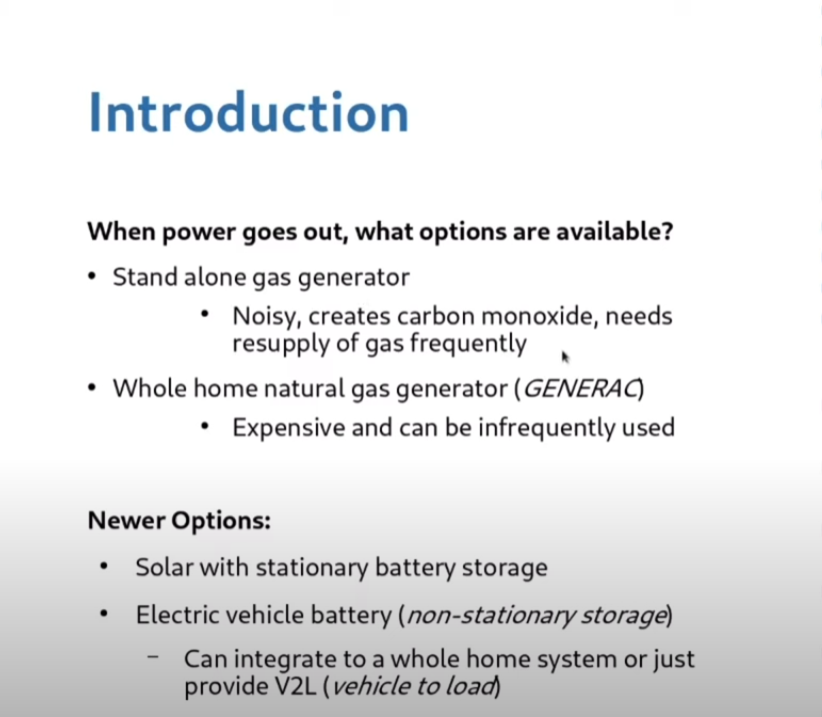 Introduction
When power goes out, what options are available?
• Stand alone gas generator
• Noisy, creates carbon monoxide, needs
resupply of gas frequently
• Whole home natural gas generator (GENERAC)
• Expensive and can be infrequently used
Newer Options:
• Solar with stationary battery storage
• Electric vehicle battery (non-stationary storage)
– Can integrate to a whole home system or just
provide V2L (vehicle to load)